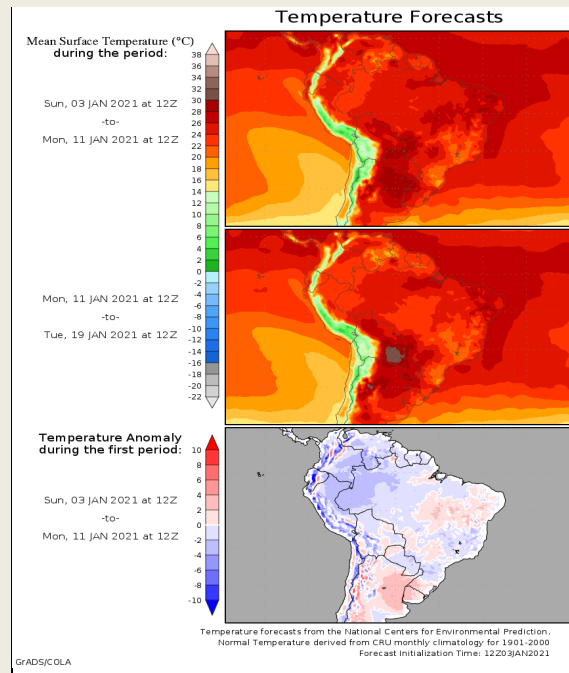 Temperature Forecasts
Mean Surface Temperature (°C)
during the period:
Sun, 03 JAN 2021 at 12Z
-to-
Mon, 11 JAN 2021 at 12Z
38
36
34
32
30
28
26
24
22
20
18
16
14
12
10
8
6
4
2
0
-2
-4
-6
-8
-10
-12
-14
-16
-18
-20
-22
Mon, 11 JAN 2021 at 12Z
-to-
Tue, 19 JAN 2021 at 12Z
Temperature Anomaly
during the first period:
Sun, 03 JAN 2021 at 12Z
-to-
Mon, 11 JAN 2021 at 12Z
10
8
6
4
2
0
-2
-4
-6
-8
-10
Temperature forecasts from the National Centers for Environmental Prediction.
Normal Temperature derived from CRU monthly climatology for 1901-2000
Forecast Initialization Time: 12Z03JAN2021
GrADS/COLA